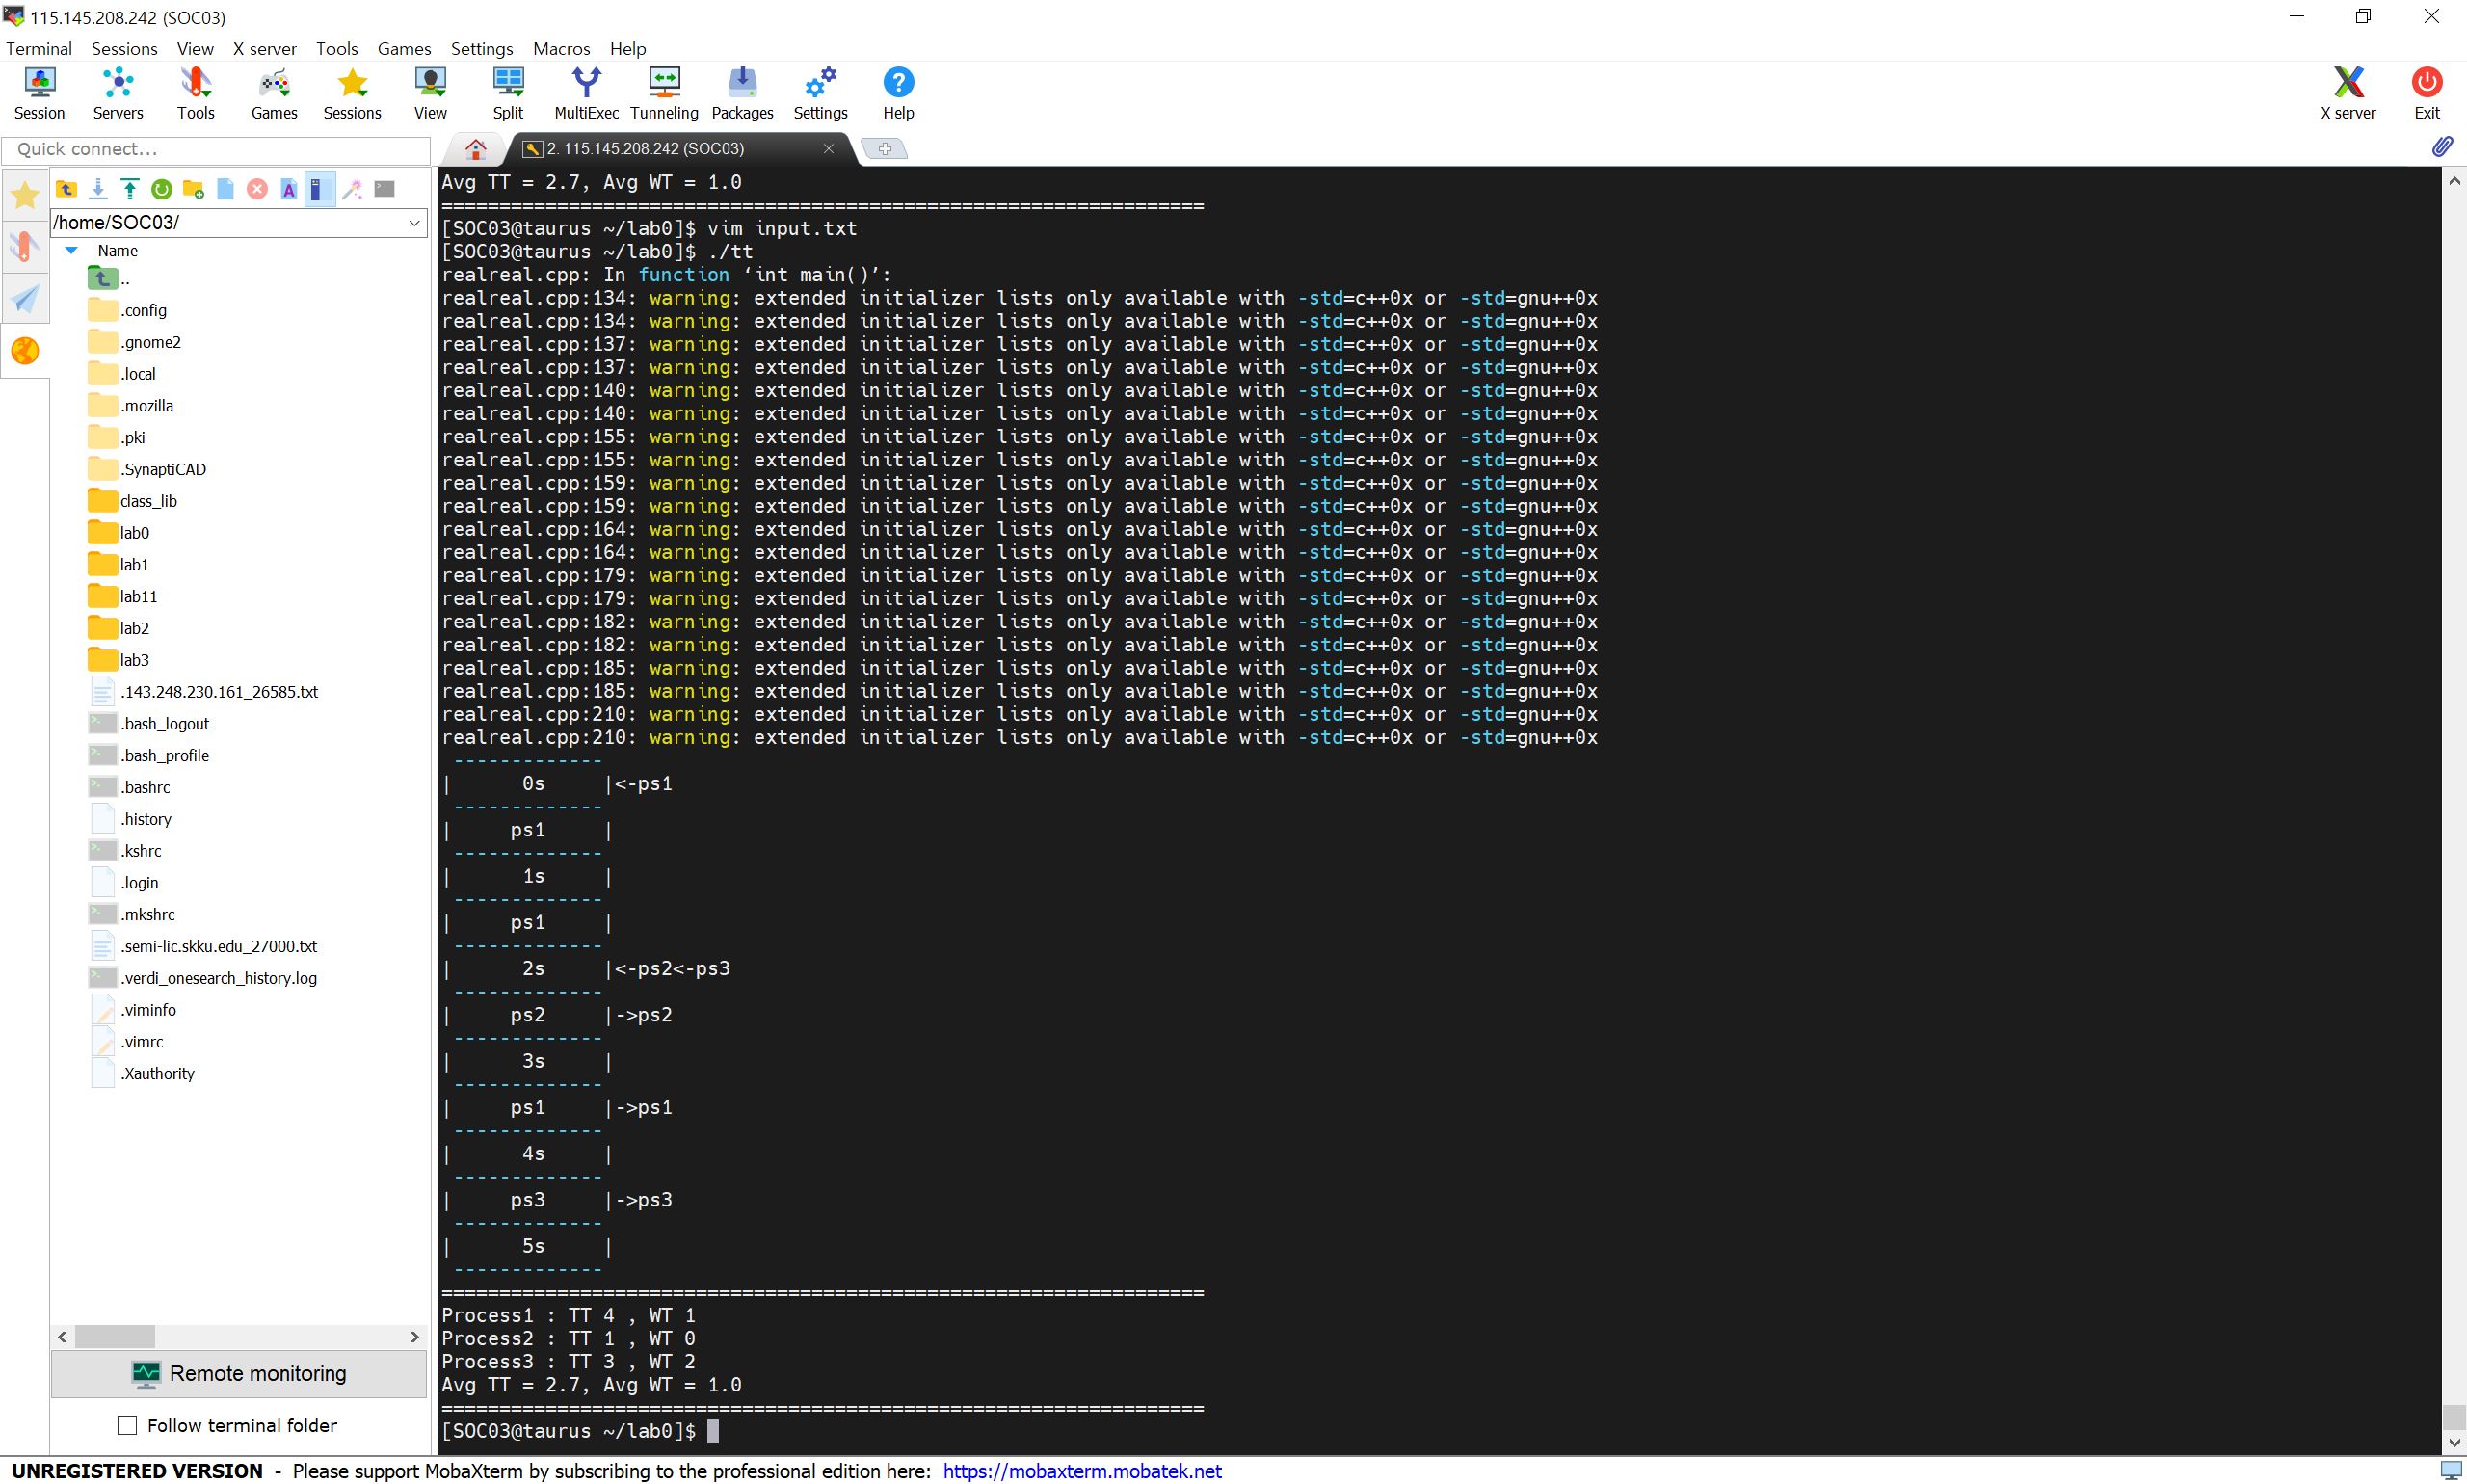 115.145.208.242 (SOC03)
Terminal Sessions View X server Tools Games Settings Macros Help
Session Servers Tools Games Sessions View Split MultiExec Tunneling Packages Settings Help X server Exit
Quick connect...
2. 115.145.208.242 (SOC03)
/home/SOC03/
Name
..
.config
.gnome2
.local
.mozilla
.pki
.SynaptiCAD
class_lib
lab0
lab1
lab11
lab2
lab3
.143.248.230.161_26585.txt
.bash_logout
.bash_profile
.bashrc
.history
.kshrc
.login
.mkshrc
.semi-lic.skku.edu_27000.txt
.verdi_onesearch_history.log
.viminfo
.vimrc
.Xauthority
Remote monitoring
Follow terminal folder
Avg TT = 2.7, Avg WT = 1.0
==================================================================
[SOC03@taurus ~/lab0]$ vim input.txt
[SOC03@taurus ~/lab0]$ ./tt
realreal.cpp: In function ‘int main()’:
realreal.cpp:134: warning: extended initializer lists only available with -std=c++0x or -std=gnu++0x
realreal.cpp:134: warning: extended initializer lists only available with -std=c++0x or -std=gnu++0x
realreal.cpp:137: warning: extended initializer lists only available with -std=c++0x or -std=gnu++0x
realreal.cpp:137: warning: extended initializer lists only available with -std=c++0x or -std=gnu++0x
realreal.cpp:140: warning: extended initializer lists only available with -std=c++0x or -std=gnu++0x
realreal.cpp:140: warning: extended initializer lists only available with -std=c++0x or -std=gnu++0x
realreal.cpp:155: warning: extended initializer lists only available with -std=c++0x or -std=gnu++0x
realreal.cpp:155: warning: extended initializer lists only available with -std=c++0x or -std=gnu++0x
realreal.cpp:159: warning: extended initializer lists only available with -std=c++0x or -std=gnu++0x
realreal.cpp:159: warning: extended initializer lists only available with -std=c++0x or -std=gnu++0x
realreal.cpp:164: warning: extended initializer lists only available with -std=c++0x or -std=gnu++0x
realreal.cpp:164: warning: extended initializer lists only available with -std=c++0x or -std=gnu++0x
realreal.cpp:179: warning: extended initializer lists only available with -std=c++0x or -std=gnu++0x
realreal.cpp:179: warning: extended initializer lists only available with -std=c++0x or -std=gnu++0x
realreal.cpp:182: warning: extended initializer lists only available with -std=c++0x or -std=gnu++0x
realreal.cpp:182: warning: extended initializer lists only available with -std=c++0x or -std=gnu++0x
realreal.cpp:185: warning: extended initializer lists only available with -std=c++0x or -std=gnu++0x
realreal.cpp:185: warning: extended initializer lists only available with -std=c++0x or -std=gnu++0x
realreal.cpp:210: warning: extended initializer lists only available with -std=c++0x or -std=gnu++0x
realreal.cpp:210: warning: extended initializer lists only available with -std=c++0x or -std=gnu++0x
 -------------
| 0s |<-ps1
 -------------
| ps1 |
 -------------
| 1s |
 -------------
| ps1 |
 -------------
| 2s |<-ps2<-ps3
 -------------
| ps2 |->ps2
 -------------
| 3s |
 -------------
| ps1 |->ps1
 -------------
| 4s |
 -------------
| ps3 |->ps3
 -------------
| 5s |
 -------------
==================================================================
Process1 : TT 4 , WT 1
Process2 : TT 1 , WT 0
Process3 : TT 3 , WT 2
Avg TT = 2.7, Avg WT = 1.0
==================================================================
[SOC03@taurus ~/lab0]$
UNREGISTERED VERSION - Please support MobaXterm by subscribing to the professional edition here: https://mobaxterm.mobatek.net